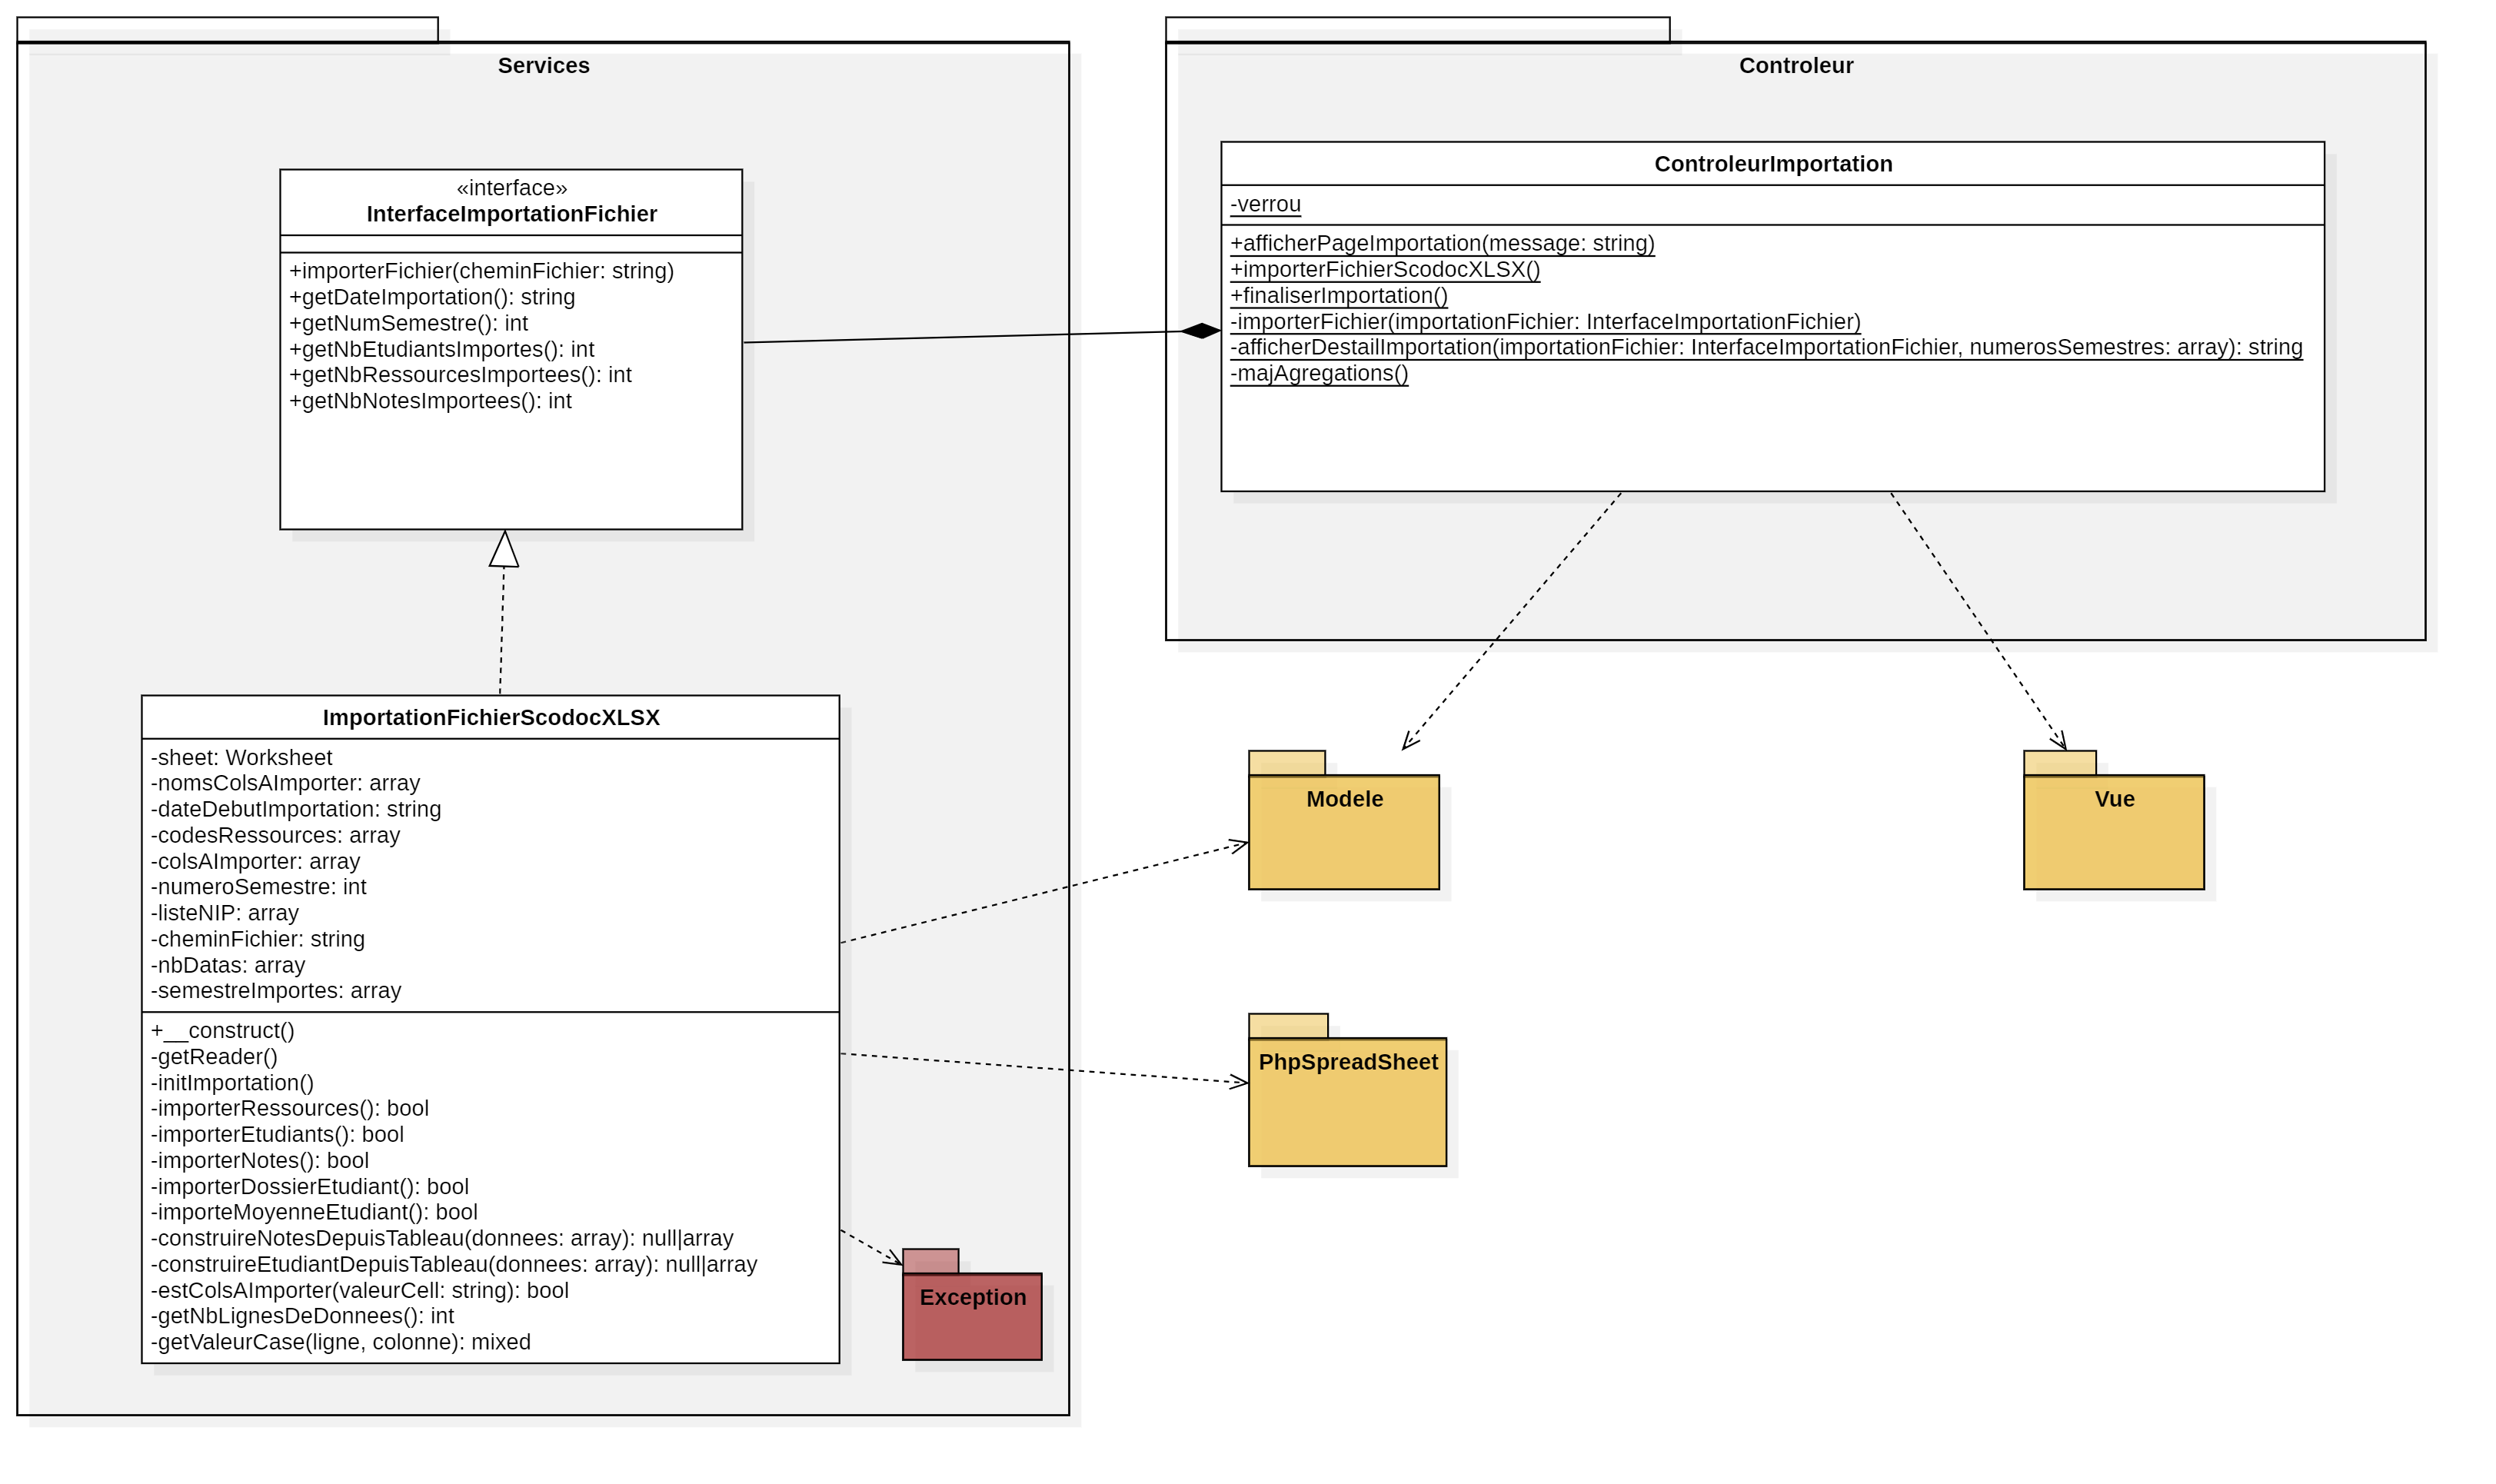 Services
«interface»
InterfaceImportationFichier
+importerFichier(cheminFichier: string)
+getDateImportation(): string
+getNumSemestre(): int
+getNbEtudiantsImportes(): int
+getNbRessourcesImportees(): int
+getNbNotesImportees(): int
ImportationFichierScodocXLSX
-sheet: Worksheet
-nomsColsAImporter: array
-dateDebutImportation: string
-codesRessources: array
-colsAImporter: array
-numeroSemestre: int
-listeNIP: array
-cheminFichier: string
-nbDatas: array
-semestreImportes: array
+__construct()
-getReader()
-initImportation()
-importerRessources(): bool
-importerEtudiants(): bool
-importerNotes(): bool
-importerDossierEtudiant(): bool
-importeMoyenneEtudiant(): bool
-construireNotesDepuisTableau(donnees: array): null|array
-construireEtudiantDepuisTableau(donnees: array): null|array
-estColsAImporter(valeurCell: string): bool
-getNbLignesDeDonnees(): int
-getValeurCase(ligne, colonne): mixed
Exception
Controleur
ControleurImportation
-verrou
+afficherPageImportation(message: string)
+importerFichierScodocXLSX()
+finaliserImportation()
-importerFichier(importationFichier: InterfaceImportationFichier)
-afficherDestailImportation(importationFichier: InterfaceImportationFichier, numerosSemestres: array): string
-majAgregations()
Modele
Vue
PhpSpreadSheet